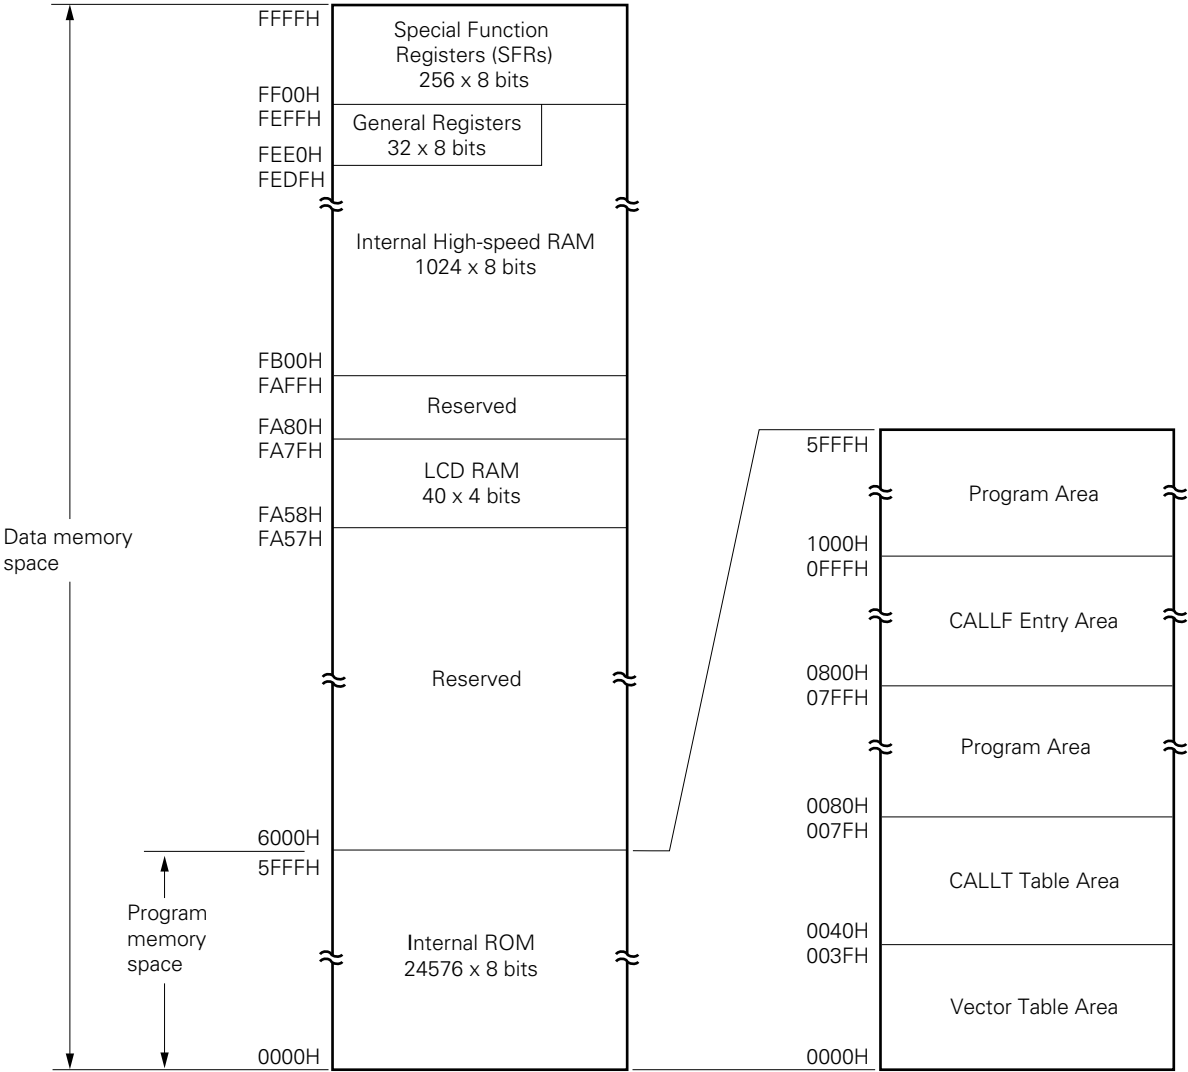 FFFFH
Special Function
Registers (SFRs)
256 x 8 bits
FF00H
FEFFH
General Registers
32 x 8 bits
FEE0H
FEDFH
Internal High-speed RAM
1024 x 8 bits
FB00H
FAFFH
Reserved
FA80H
FA7FH
LCD RAM
40 x 4 bits
FA58H
FA57H
Data memory
space
Reserved
6000H
5FFFH
Program
memory
space
Internal ROM
24576 x 8 bits
0000H
5FFFH
Program Area
1000H
0FFFH
CALLF Entry Area
0800H
07FFH
Program Area
0080H
007FH
CALLT Table Area
0040H
003FH
Vector Table Area
0000H